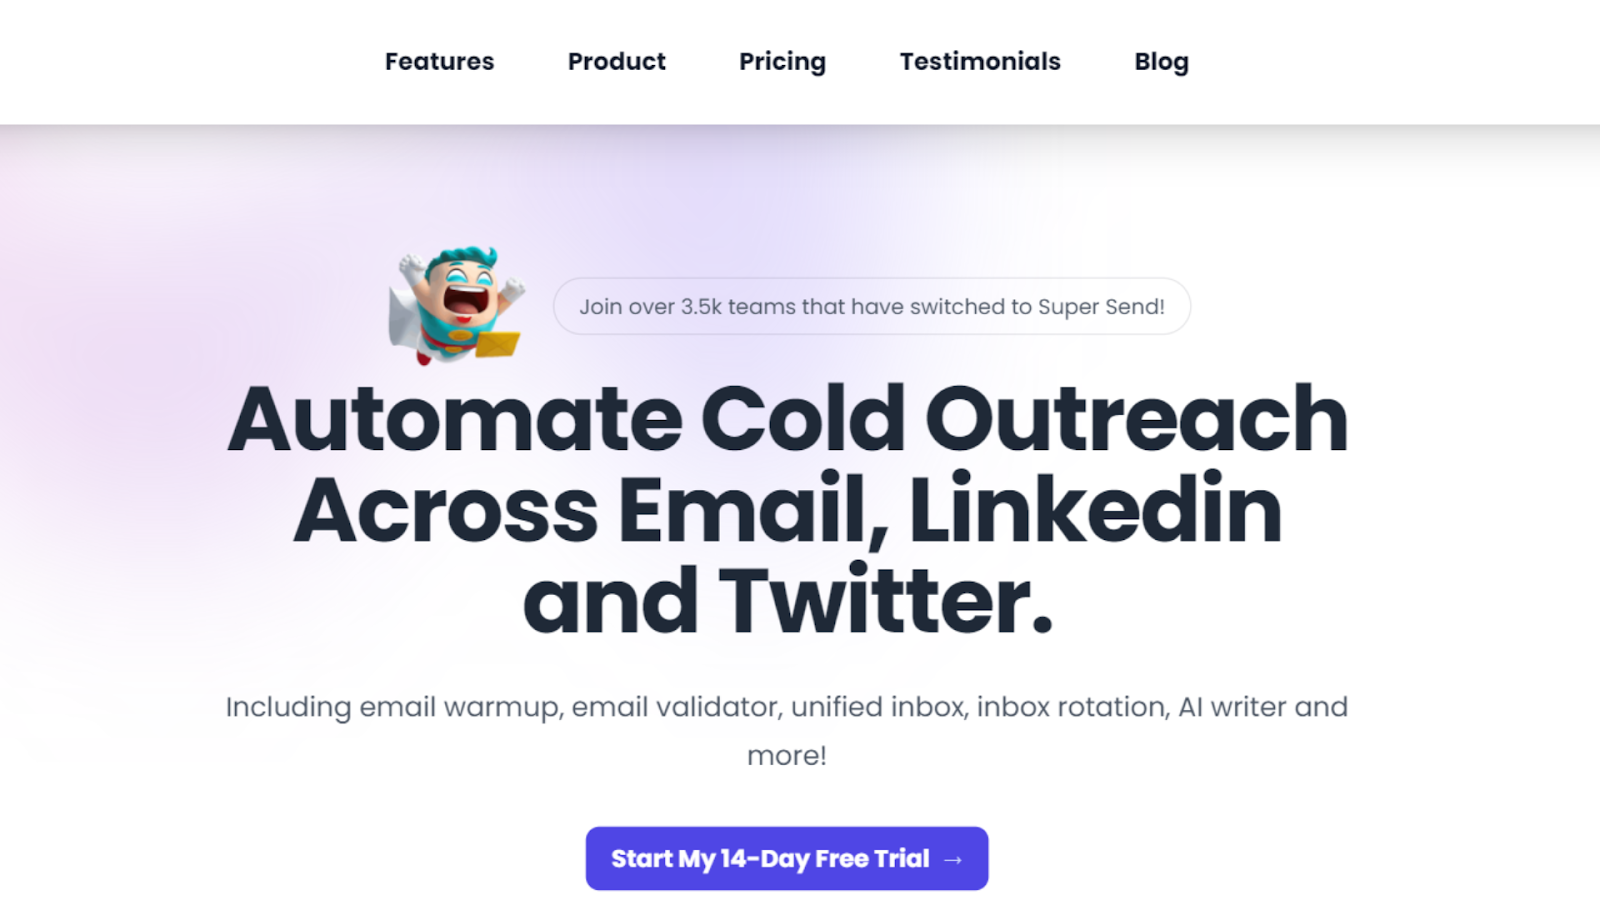 Features Product Pricing Testimonials Blog
Join over 3.5k teams that have switched to Super Send!
Automate Cold Outreach
Across Email, Linkedin
and Twitter.
Including email warmup, email validator, unified inbox, inbox rotation, AI writer and
more!
Start My 14-Day Free Trial →